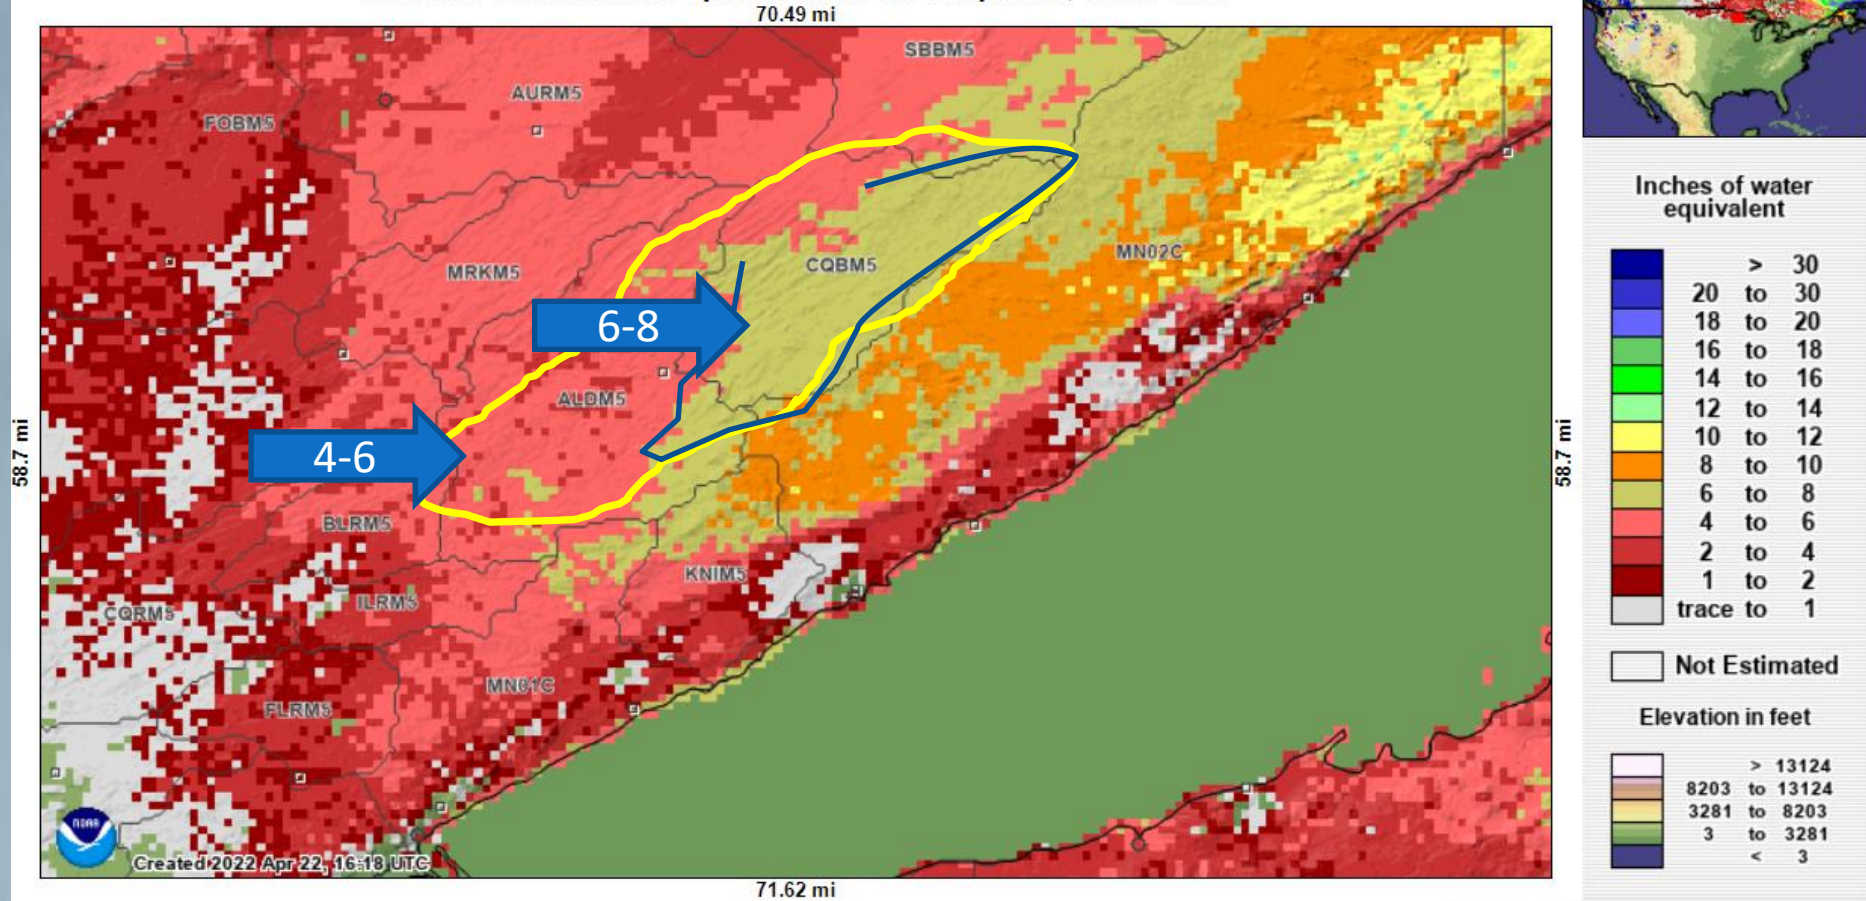 70.49 mi
SBBM5
AURM5
FOBM5
MRKM5
CQBM5
MN02C
6-8
ALDM5
4-6
58.7 mi
58.7 mi
BLRM5
KNIM5
ILRM5
CQRM5
MN01C
FLRM5
NOAA
Created 2022 Apr 22, 16:18 UTC
71.62 mi
Inches of water
equivalent
> 30
20 to 30
18 to 20
16 to 18
14 to 16
12 to 14
10 to 12
8 to 10
6 to 8
4 to 6
2 to 4
1 to 2
trace to 1
Not Estimated
Elevation in feet
> 13124
8203 to 13124
3281 to 8203
3 to 3281
< 3